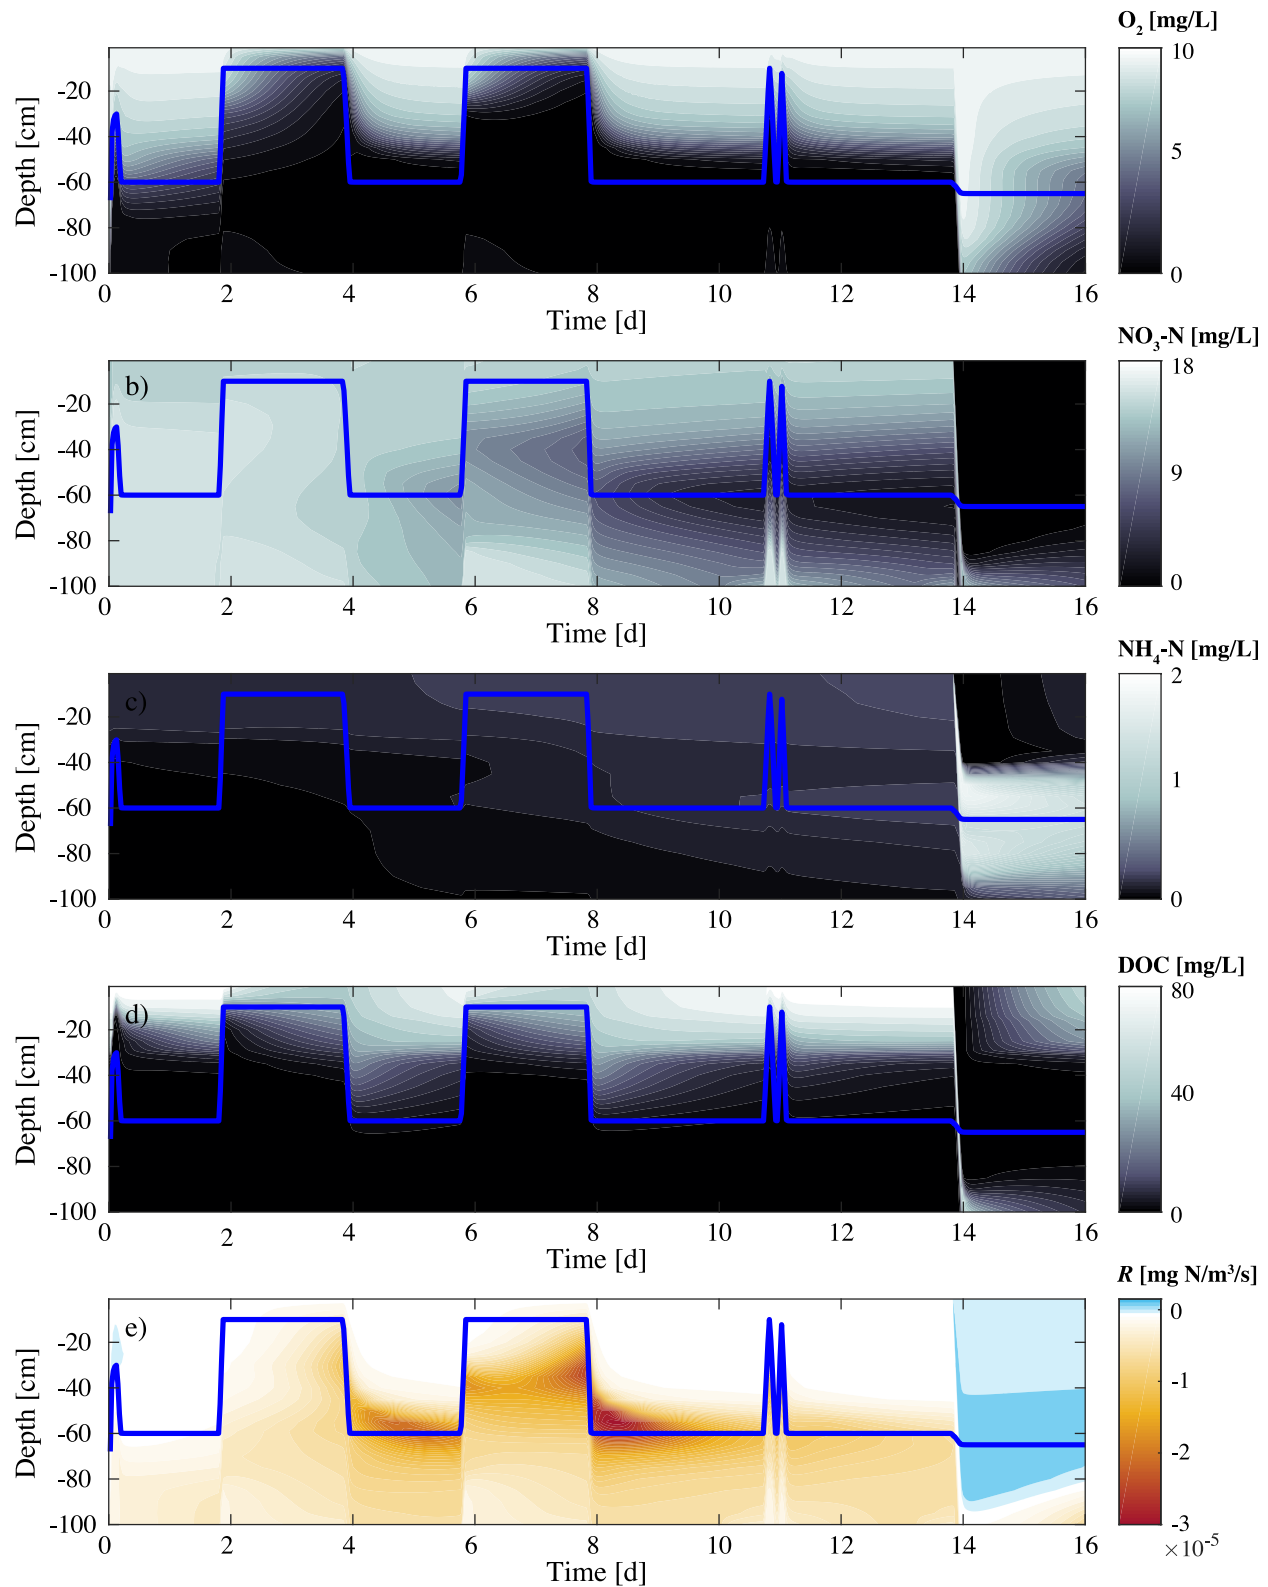 O2 [mg/L]
10
5
0
-20
-40
-60
-80
-100
Depth [cm]
0 2 4 6 8 10 12 14 16
Time [d]
NO3-N [mg/L]
18
9
0
b)
-20
-40
-60
-80
-100
Depth [cm]
0 2 4 6 8 10 12 14 16
Time [d]
NH4-N [mg/L]
2
1
0
c)
-20
-40
-60
-80
-100
Depth [cm]
0 2 4 6 8 10 12 14 16
Time [d]
DOC [mg/L]
80
40
0
d)
-20
-40
-60
-80
-100
Depth [cm]
0 2 4 6 8 10 12 14 16
Time [d]
R [mg N/m³/s]
0
-1
-2
-3
×10⁻⁵
e)
-20
-40
-60
-80
-100
Depth [cm]
0 2 4 6 8 10 12 14 16
Time [d]